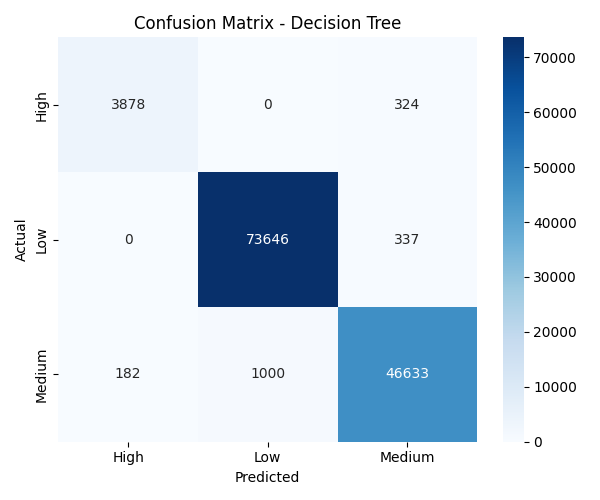 Confusion Matrix - Decision Tree
High
3878
0
324
Low
0
73646
337
Medium
182
1000
46633
High
Low
Medium
Predicted
Actual
70000
60000
50000
40000
30000
20000
10000
0